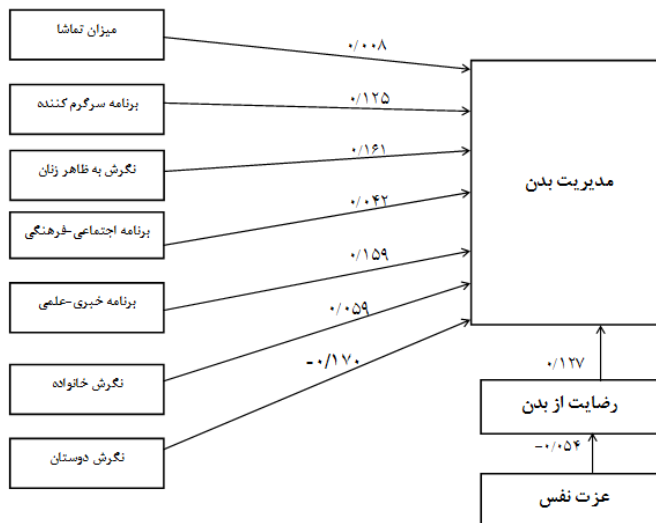 میزان تماشا
۰/۰۰۸
برنامه سرگرم کننده
۰/۱۲۵
نگرش به ظاهر زنان
۰/۱۶۱
مدیریت بدن
برنامه اجتماعی-فرهنگی
۰/۰۴۲
برنامه خبری-علمی
۰/۱۵۹
نگرش خانواده
۰/۰۵۹
نگرش دوستان
-۰/۱۷۰
۰/۱۲۷
رضایت از بدن
-۰/۰۵۴
عزت نفس